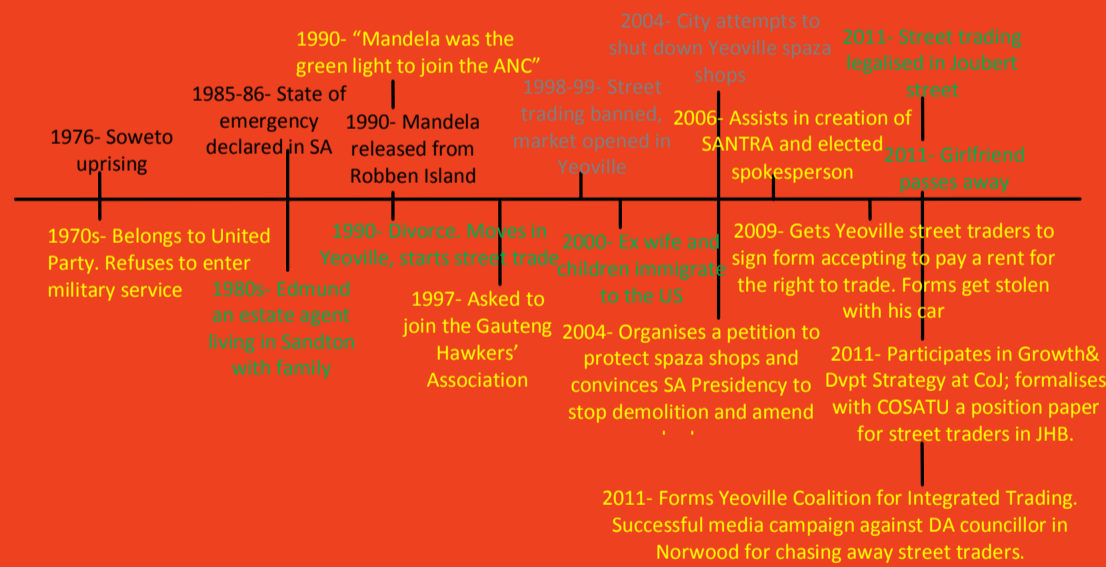 1976- Soweto
uprising
1970s- Belongs to United
Party. Refuses to enter
military service
1985-86- State of
emergency
declared in SA
1980s- Edmund
an estate agent
living in Sandton
with family
1990- “Mandela was the
green light to join the ANC”
1990- Mandela
released from
Robben Island
1990- Divorce. Moves in
Yeoville, starts street trade
1997- Asked to
join the Gauteng
Hawkers’
Association
1998-99- Street
trading banned,
market opened in
Yeoville
2000- Ex wife and
children immigrate
to the US
2004- City attempts to
shut down Yeoville spaza
shops
2004- Organises a petition to
protect spaza shops and
convinces SA Presidency to
stop demolition and amend
2006- Assists in creation of
SANTRA and elected
spokesperson
2009- Gets Yeoville street traders to
sign form accepting to pay a rent for
the right to trade. Forms get stolen
with his car
2011- Street trading
legalised in Joubert
street
2011- Girlfriend
passes away
2011- Participates in Growth&
Dvpt Strategy at CoJ; formalises
with COSATU a position paper
for street traders in JHB.
2011- Forms Yeoville Coalition for Integrated Trading.
Successful media campaign against DA councillor in
Norwood for chasing away street traders.